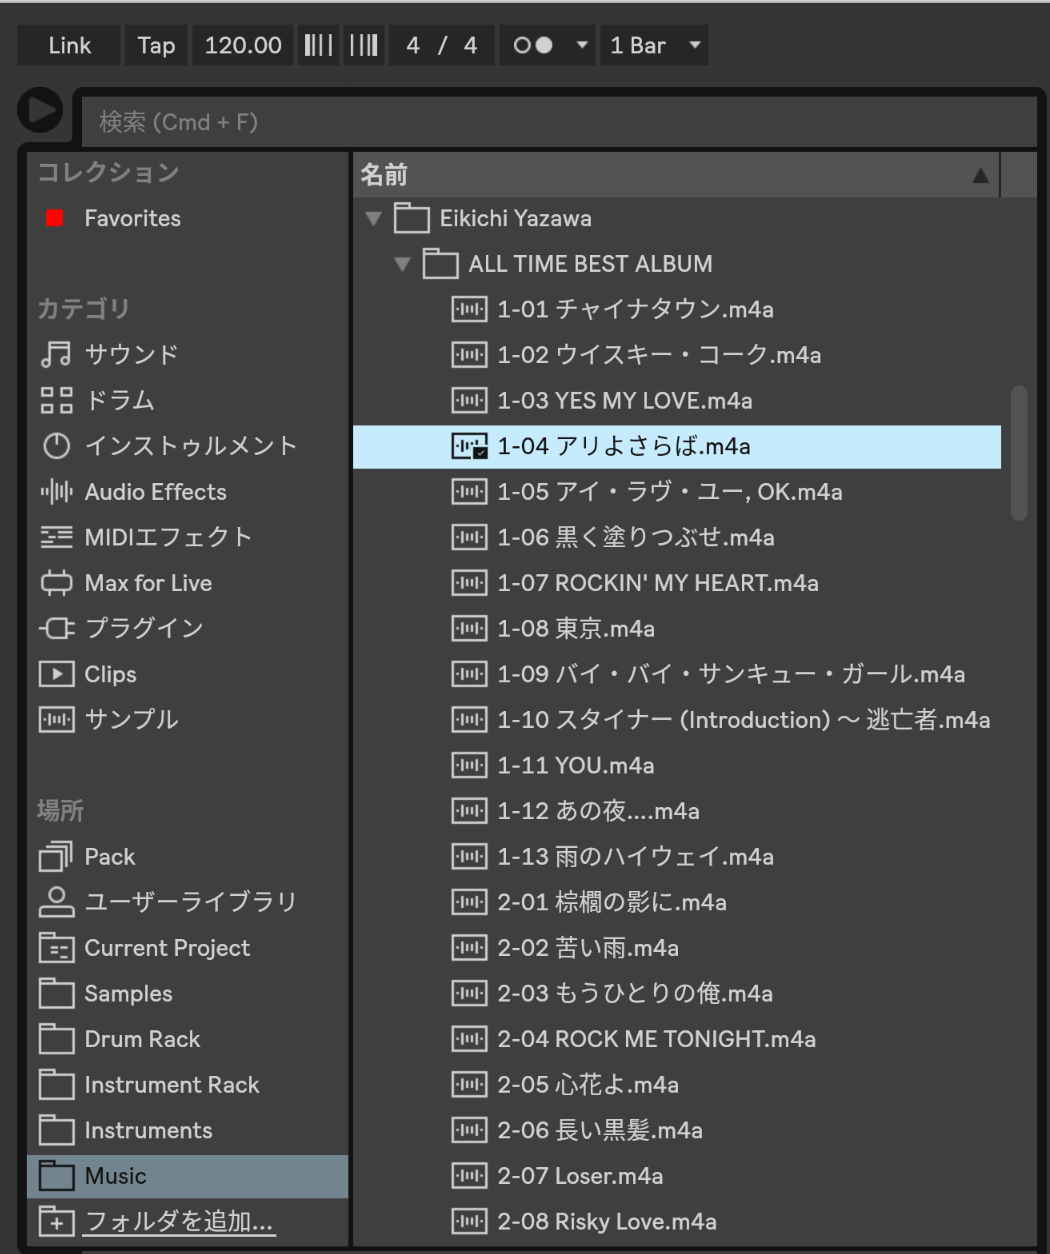 Link Tap 120.00 4 / 4 1 Bar
検索 (Cmd + F)
コレクション
Favorites
カテゴリ
サウンド
ドラム
インストゥルメント
Audio Effects
MIDIエフェクト
Max for Live
プラグイン
Clips
サンプル
場所
Pack
ユーザーライブラリ
Current Project
Samples
Drum Rack
Instrument Rack
Instruments
Music
フォルダを追加...
名前
Eikichi Yazawa
ALL TIME BEST ALBUM
1-01 チャイナタウン.m4a
1-02 ウイスキー・コーク.m4a
1-03 YES MY LOVE.m4a
1-04 アリよさらば.m4a
1-05 アイ・ラヴ・ユー, OK.m4a
1-06 黒く塗りつぶせ.m4a
1-07 ROCKIN' MY HEART.m4a
1-08 東京.m4a
1-09 バイ・バイ・サンキュー・ガール.m4a
1-10 スタイナー (Introduction) ～ 逃亡者.m4a
1-11 YOU.m4a
1-12 あの夜....m4a
1-13 雨のハイウェイ.m4a
2-01 棕櫚の影に.m4a
2-02 苦い雨.m4a
2-03 もうひとりの俺.m4a
2-04 ROCK ME TONIGHT.m4a
2-05 心花よ.m4a
2-06 長い黒髪.m4a
2-07 Loser.m4a
2-08 Risky Love.m4a